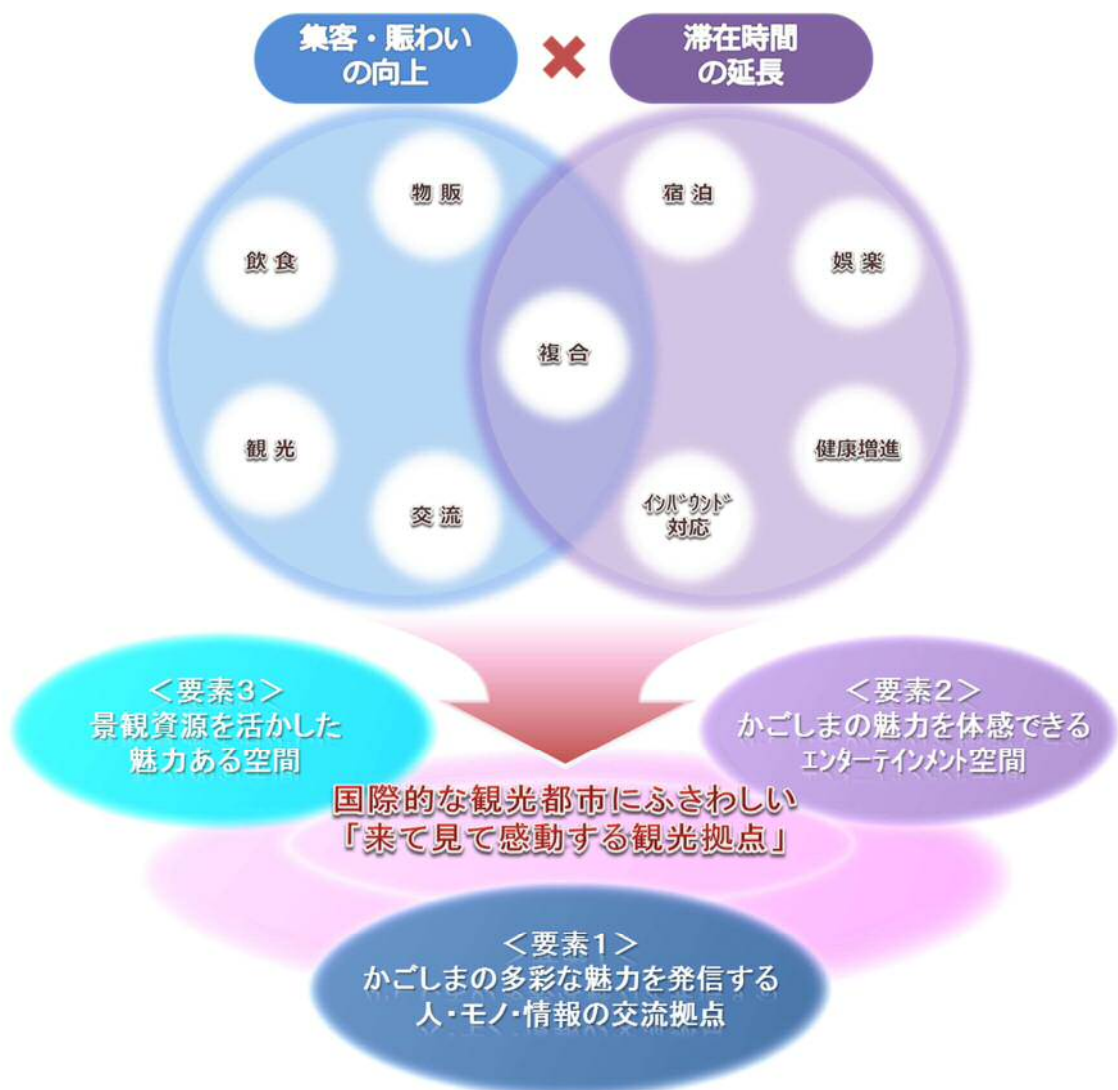 集客・賑わい
の向上
滞在時間
の延長
物販
宿泊
飲食
娯楽
複合
観光
健康増進
交流
ｲﾝﾊﾞｳﾝﾄﾞ
対応
＜要素３＞
景観資源を活かした
魅力ある空間
＜要素２＞
かごしまの魅力を体感できる
ｴﾝﾀｰﾃｲﾝﾒﾝﾄ空間
国際的な観光都市にふさわしい
「来て見て感動する観光拠点」
＜要素１＞
かごしまの多彩な魅力を発信する
人・モノ・情報の交流拠点